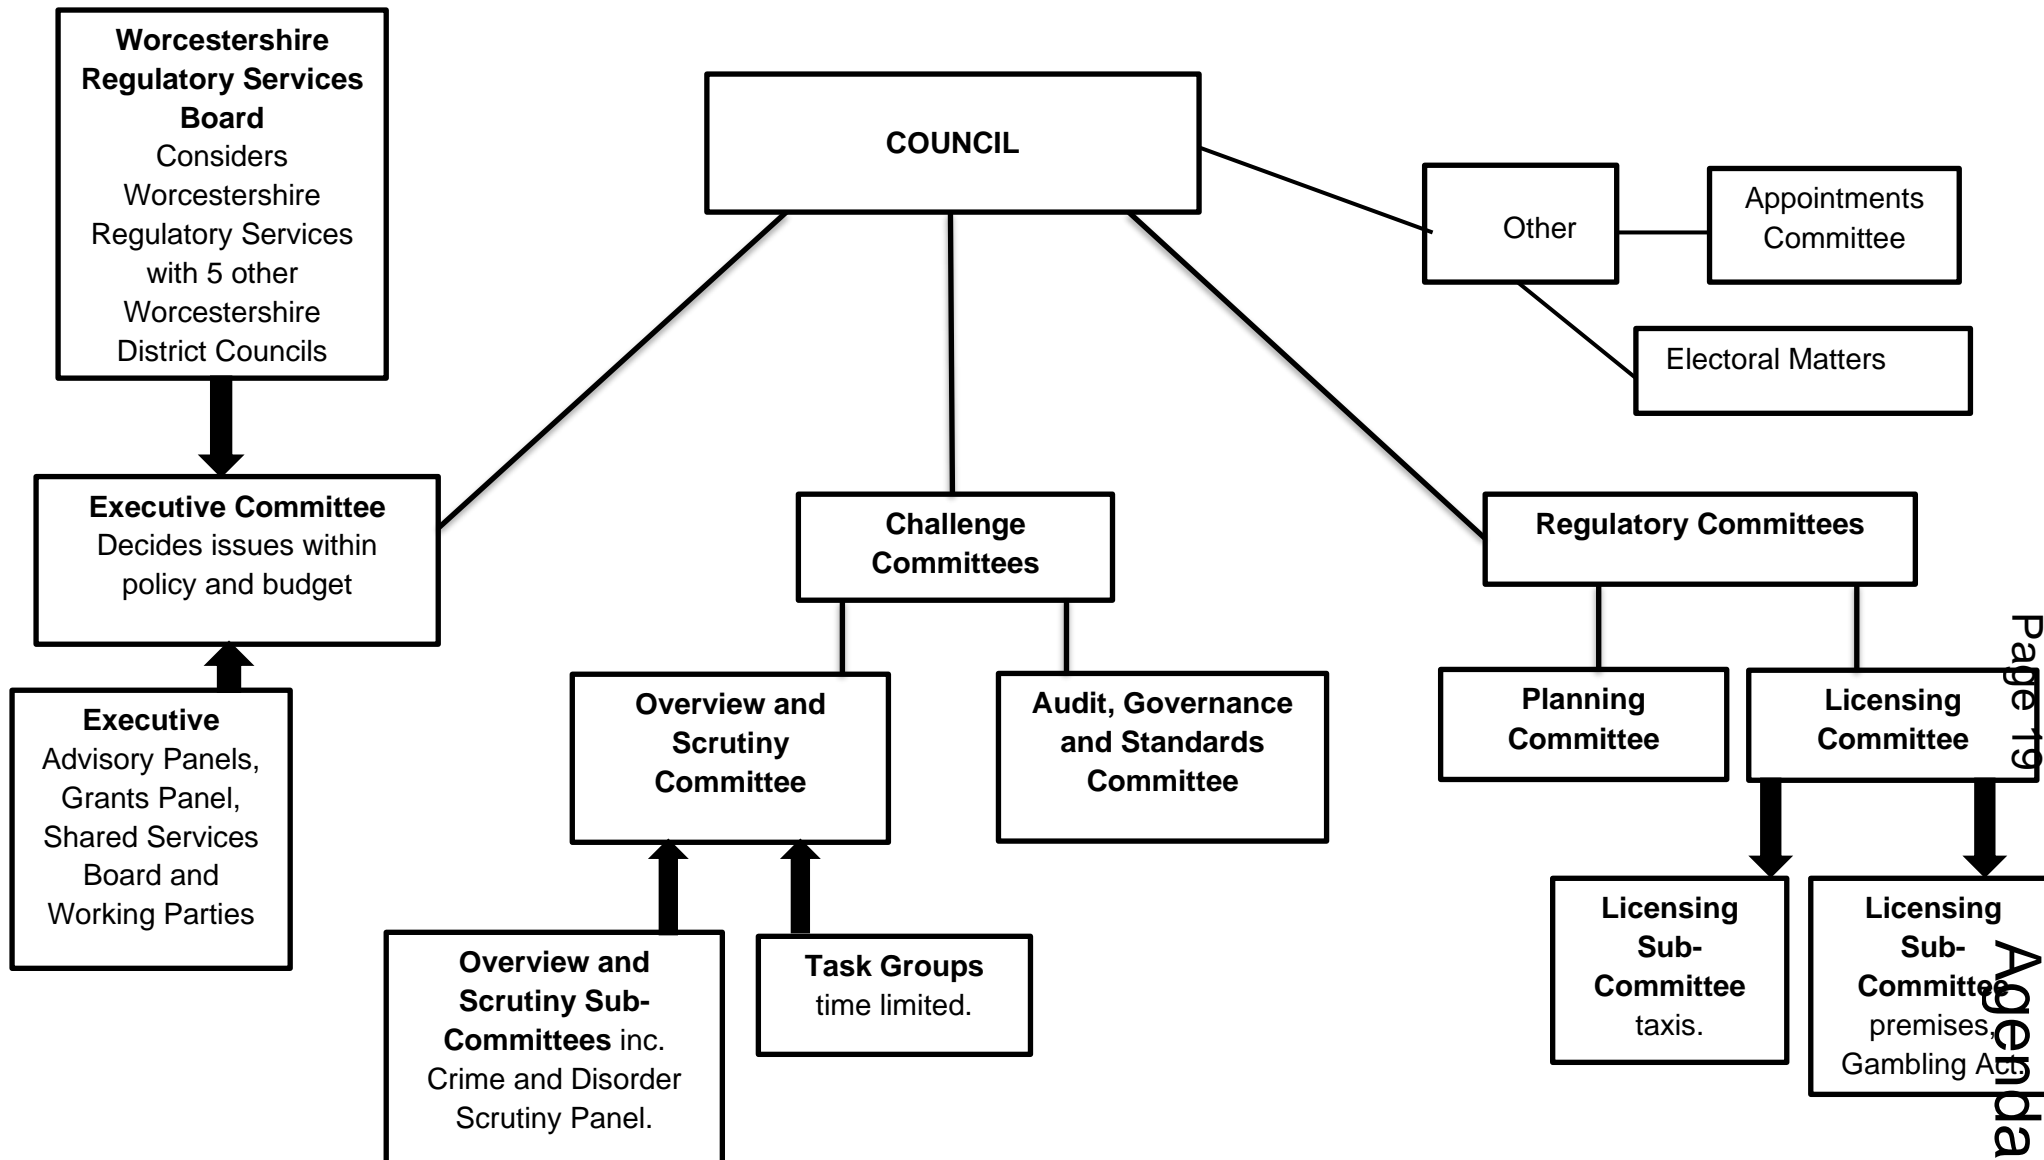 Worcestershire
Regulatory Services
Board
Considers
Worcestershire
Regulatory Services
with 5 other
Worcestershire
District Councils
COUNCIL
Other
Appointments
Committee
Electoral Matters
Executive Committee
Decides issues within
policy and budget
Challenge
Committees
Regulatory Committees
Executive
Advisory Panels,
Grants Panel,
Shared Services
Board and
Working Parties
Overview and
Scrutiny
Committee
Audit, Governance
and Standards
Committee
Planning
Committee
Licensing
Committee
Overview and
Scrutiny Sub-
Committees inc.
Crime and Disorder
Scrutiny Panel.
Task Groups
time limited.
Licensing
Sub-
Committee
taxis.
Licensing
Sub-
Committee
premises,
Gambling Act.
Page 19
Agenda